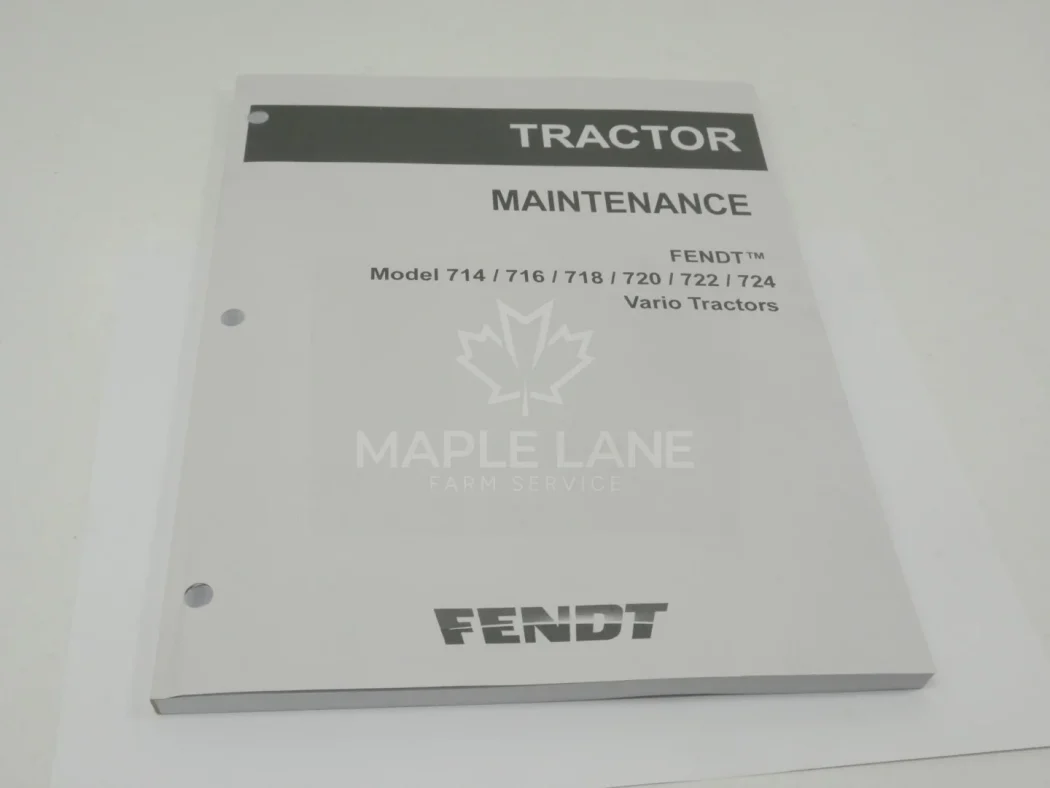 TRACTOR
MAINTENANCE
FENDT™
Model 714 / 716 / 718 / 720 / 722 / 724
Vario Tractors
MAPLE LANE
FARM SERVICE
FENDT